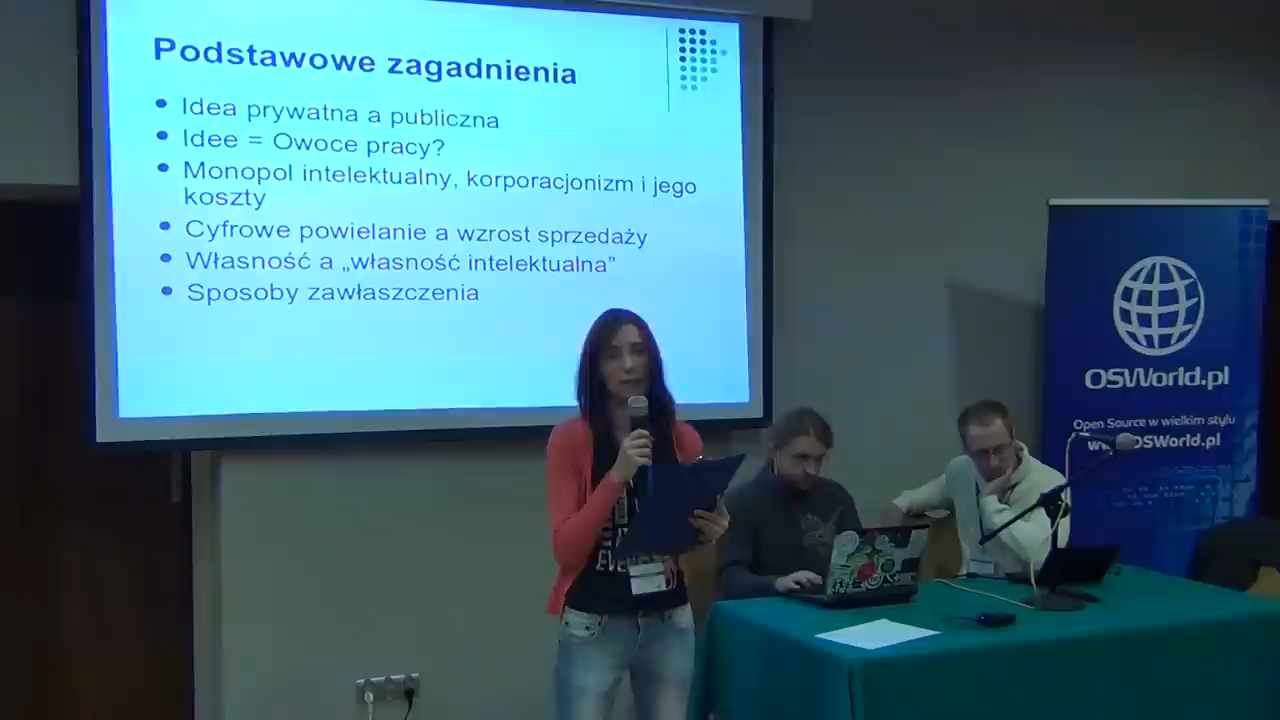 Podstawowe zagadnienia
Idea prywatna a publiczna
Idee = Owoce pracy?
Monopol intelektualny, korporacjonizm i jego
koszty
Cyfrowe powielanie a wzrost sprzedaży
Własność a „własność intelektualna”
Sposoby zawłaszczenia
OSWorld.pl
Open Source w wielkim stylu
www.OSWorld.pl